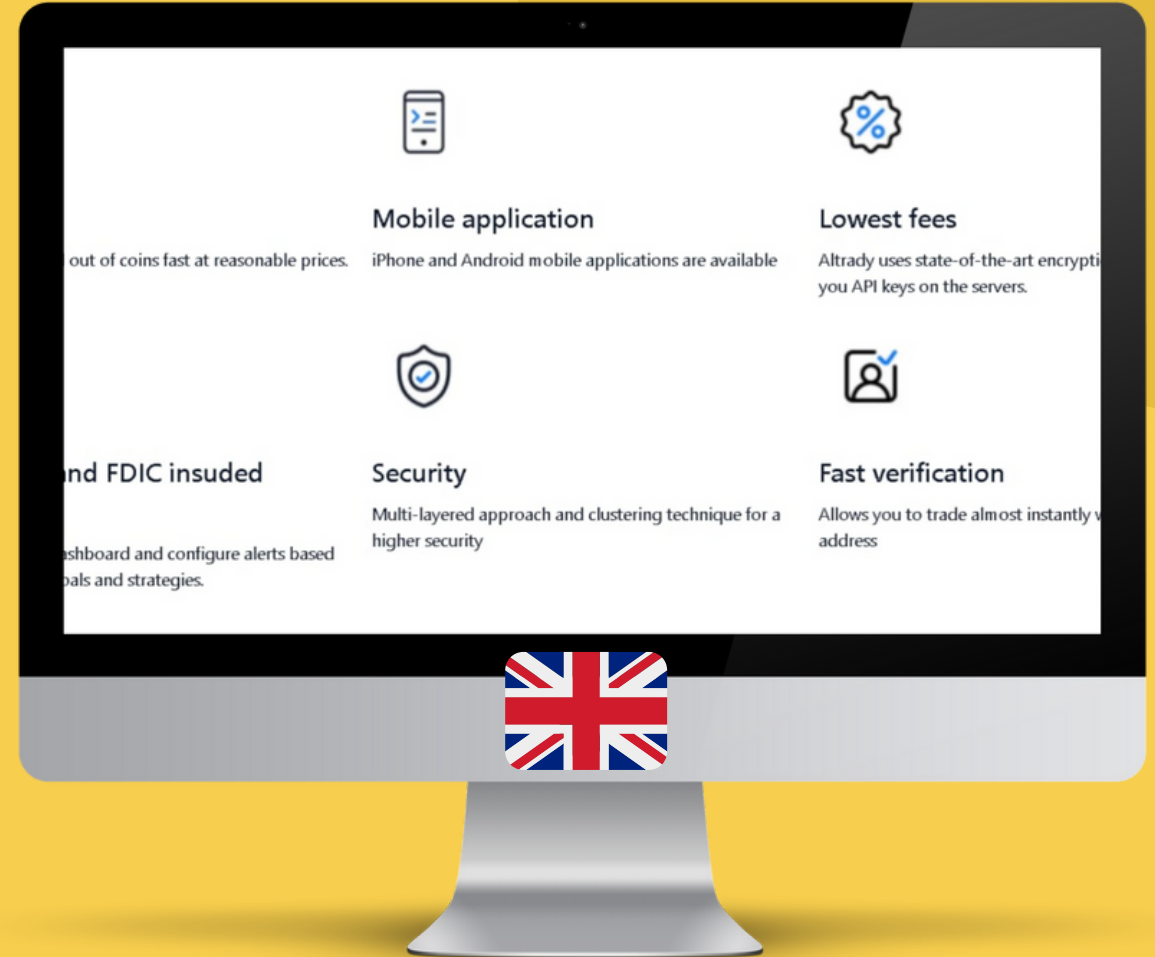 Mobile application
Lowest fees
out of coins fast at reasonable prices.
iPhone and Android mobile applications are available
Altrady uses state-of-the-art encrypti
you API keys on the servers.
and FDIC insuded
Security
Fast verification
Multi-layered approach and clustering technique for a
higher security
Allows you to trade almost instantly
address
ashboard and configure alerts based
oals and strategies.